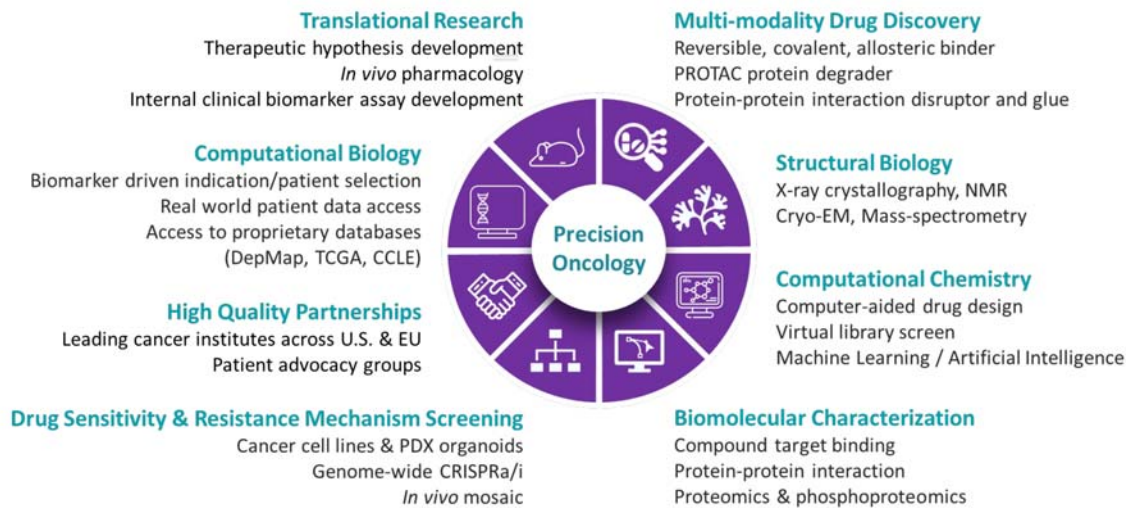 Translational Research
Therapeutic hypothesis development
In vivo pharmacology
Internal clinical biomarker assay development
Multi-modality Drug Discovery
Reversible, covalent, allosteric binder
PROTAC protein degrader
Protein-protein interaction disruptor and glue
Computational Biology
Biomarker driven indication/patient selection
Real world patient data access
Access to proprietary databases
(DepMap, TCGA, CCLE)
Structural Biology
X-ray crystallography, NMR
Cryo-EM, Mass-spectrometry
Precision
Oncology
High Quality Partnerships
Leading cancer institutes across U.S. & EU
Patient advocacy groups
Computational Chemistry
Computer-aided drug design
Virtual library screen
Machine Learning / Artificial Intelligence
Drug Sensitivity & Resistance Mechanism Screening
Cancer cell lines & PDX organoids
Genome-wide CRISPRa/i
In vivo mosaic
Biomolecular Characterization
Compound target binding
Protein-protein interaction
Proteomics & phosphoproteomics